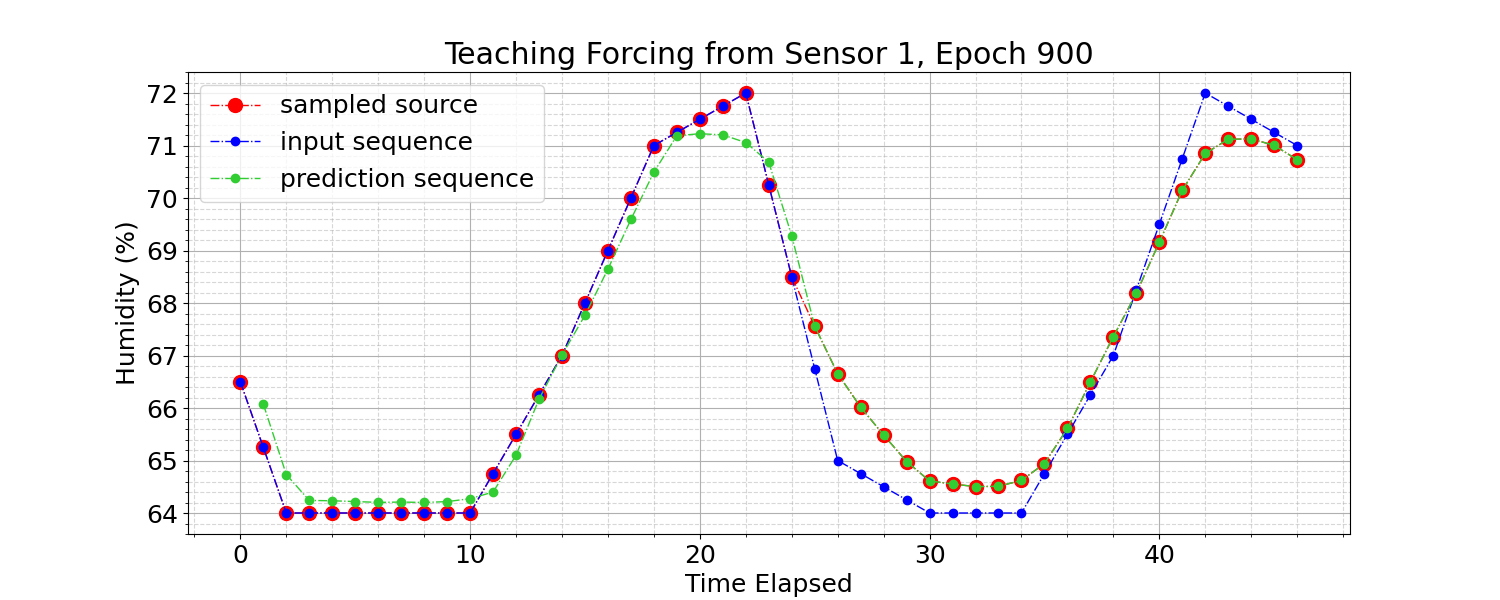 Teaching Forcing from Sensor 1, Epoch 900
sampled source
input sequence
prediction sequence
Humidity (%)
72
71
70
69
68
67
66
65
64
0 10 20 30 40
Time Elapsed